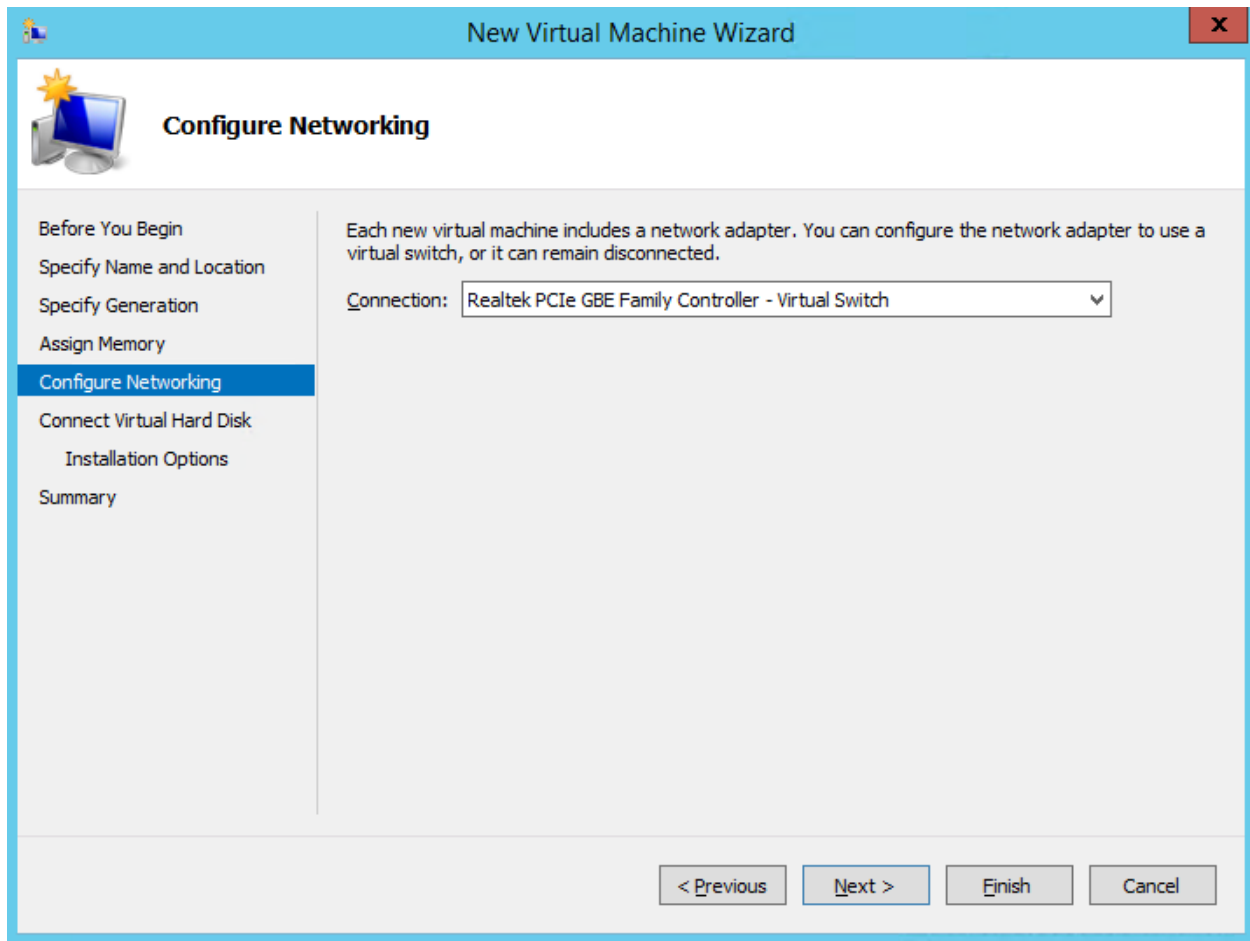 New Virtual Machine Wizard
x
Configure Networking
Before You Begin
Specify Name and Location
Specify Generation
Assign Memory
Configure Networking
Connect Virtual Hard Disk
Installation Options
Summary
Each new virtual machine includes a network adapter. You can configure the network adapter to use a
virtual switch, or it can remain disconnected.
Connection: Realtek PCIe GBE Family Controller - Virtual Switch
< Previous Next > Finish Cancel